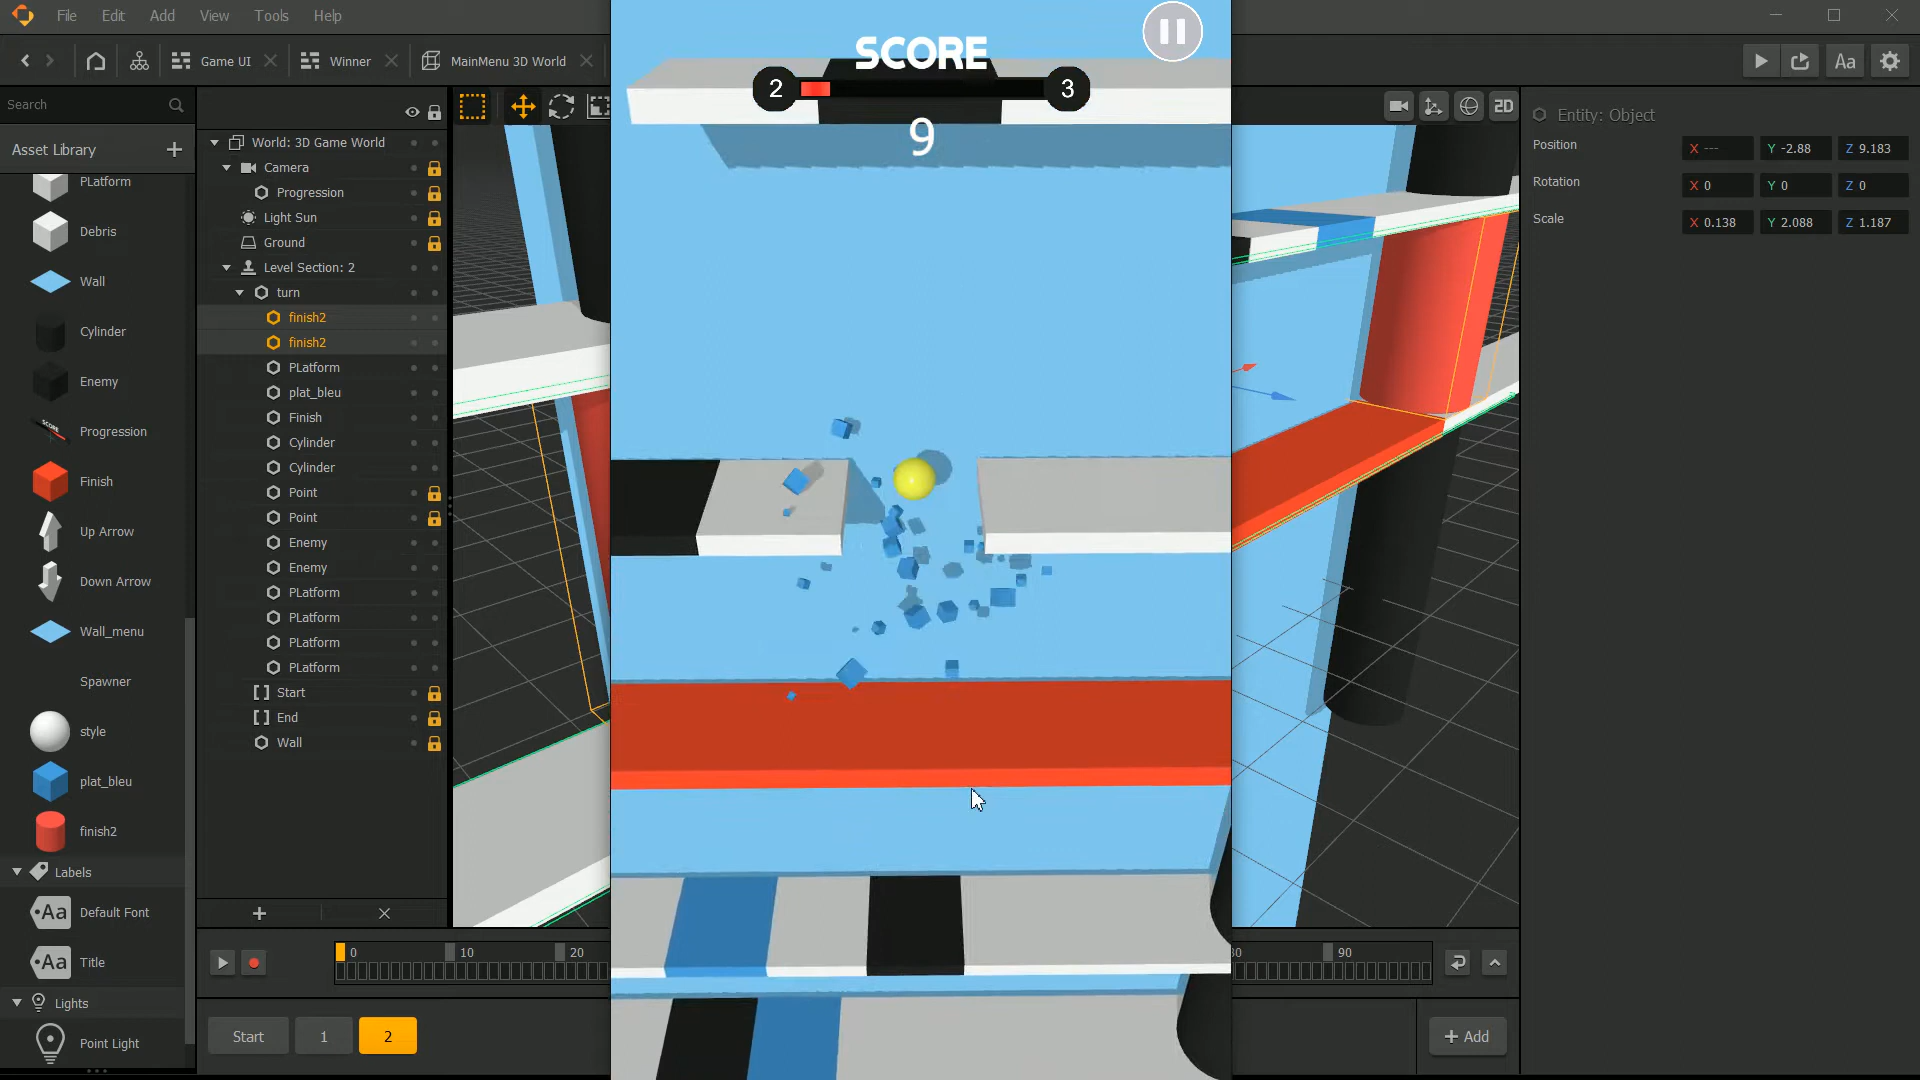 File Edit Add View Tools Help
Game UI Winner MainMenu 3D World
SCORE
2 3
9
Aa
2D
Search
Asset Library
PLatform
Debris
Wall
Cylinder
Enemy
Progression
Finish
Up Arrow
Down Arrow
Wall_menu
Spawner
style
plat_bleu
finish2
Labels
Aa Default Font
Aa Title
Lights
Point Light
World: 3D Game World
Camera
Progression
Light Sun
Ground
Level Section: 2
turn
finish2
finish2
PLatform
plat_bleu
Finish
Cylinder
Cylinder
Point
Point
Enemy
Enemy
PLatform
PLatform
PLatform
PLatform
Start
End
Wall
Entity: Object
Position X --- Y -2.88 Z 9.183
Rotation X 0 Y 0 Z 0
Scale X 0.138 Y 2.088 Z 1.187
0 10 20 90
Start 1 2
Add